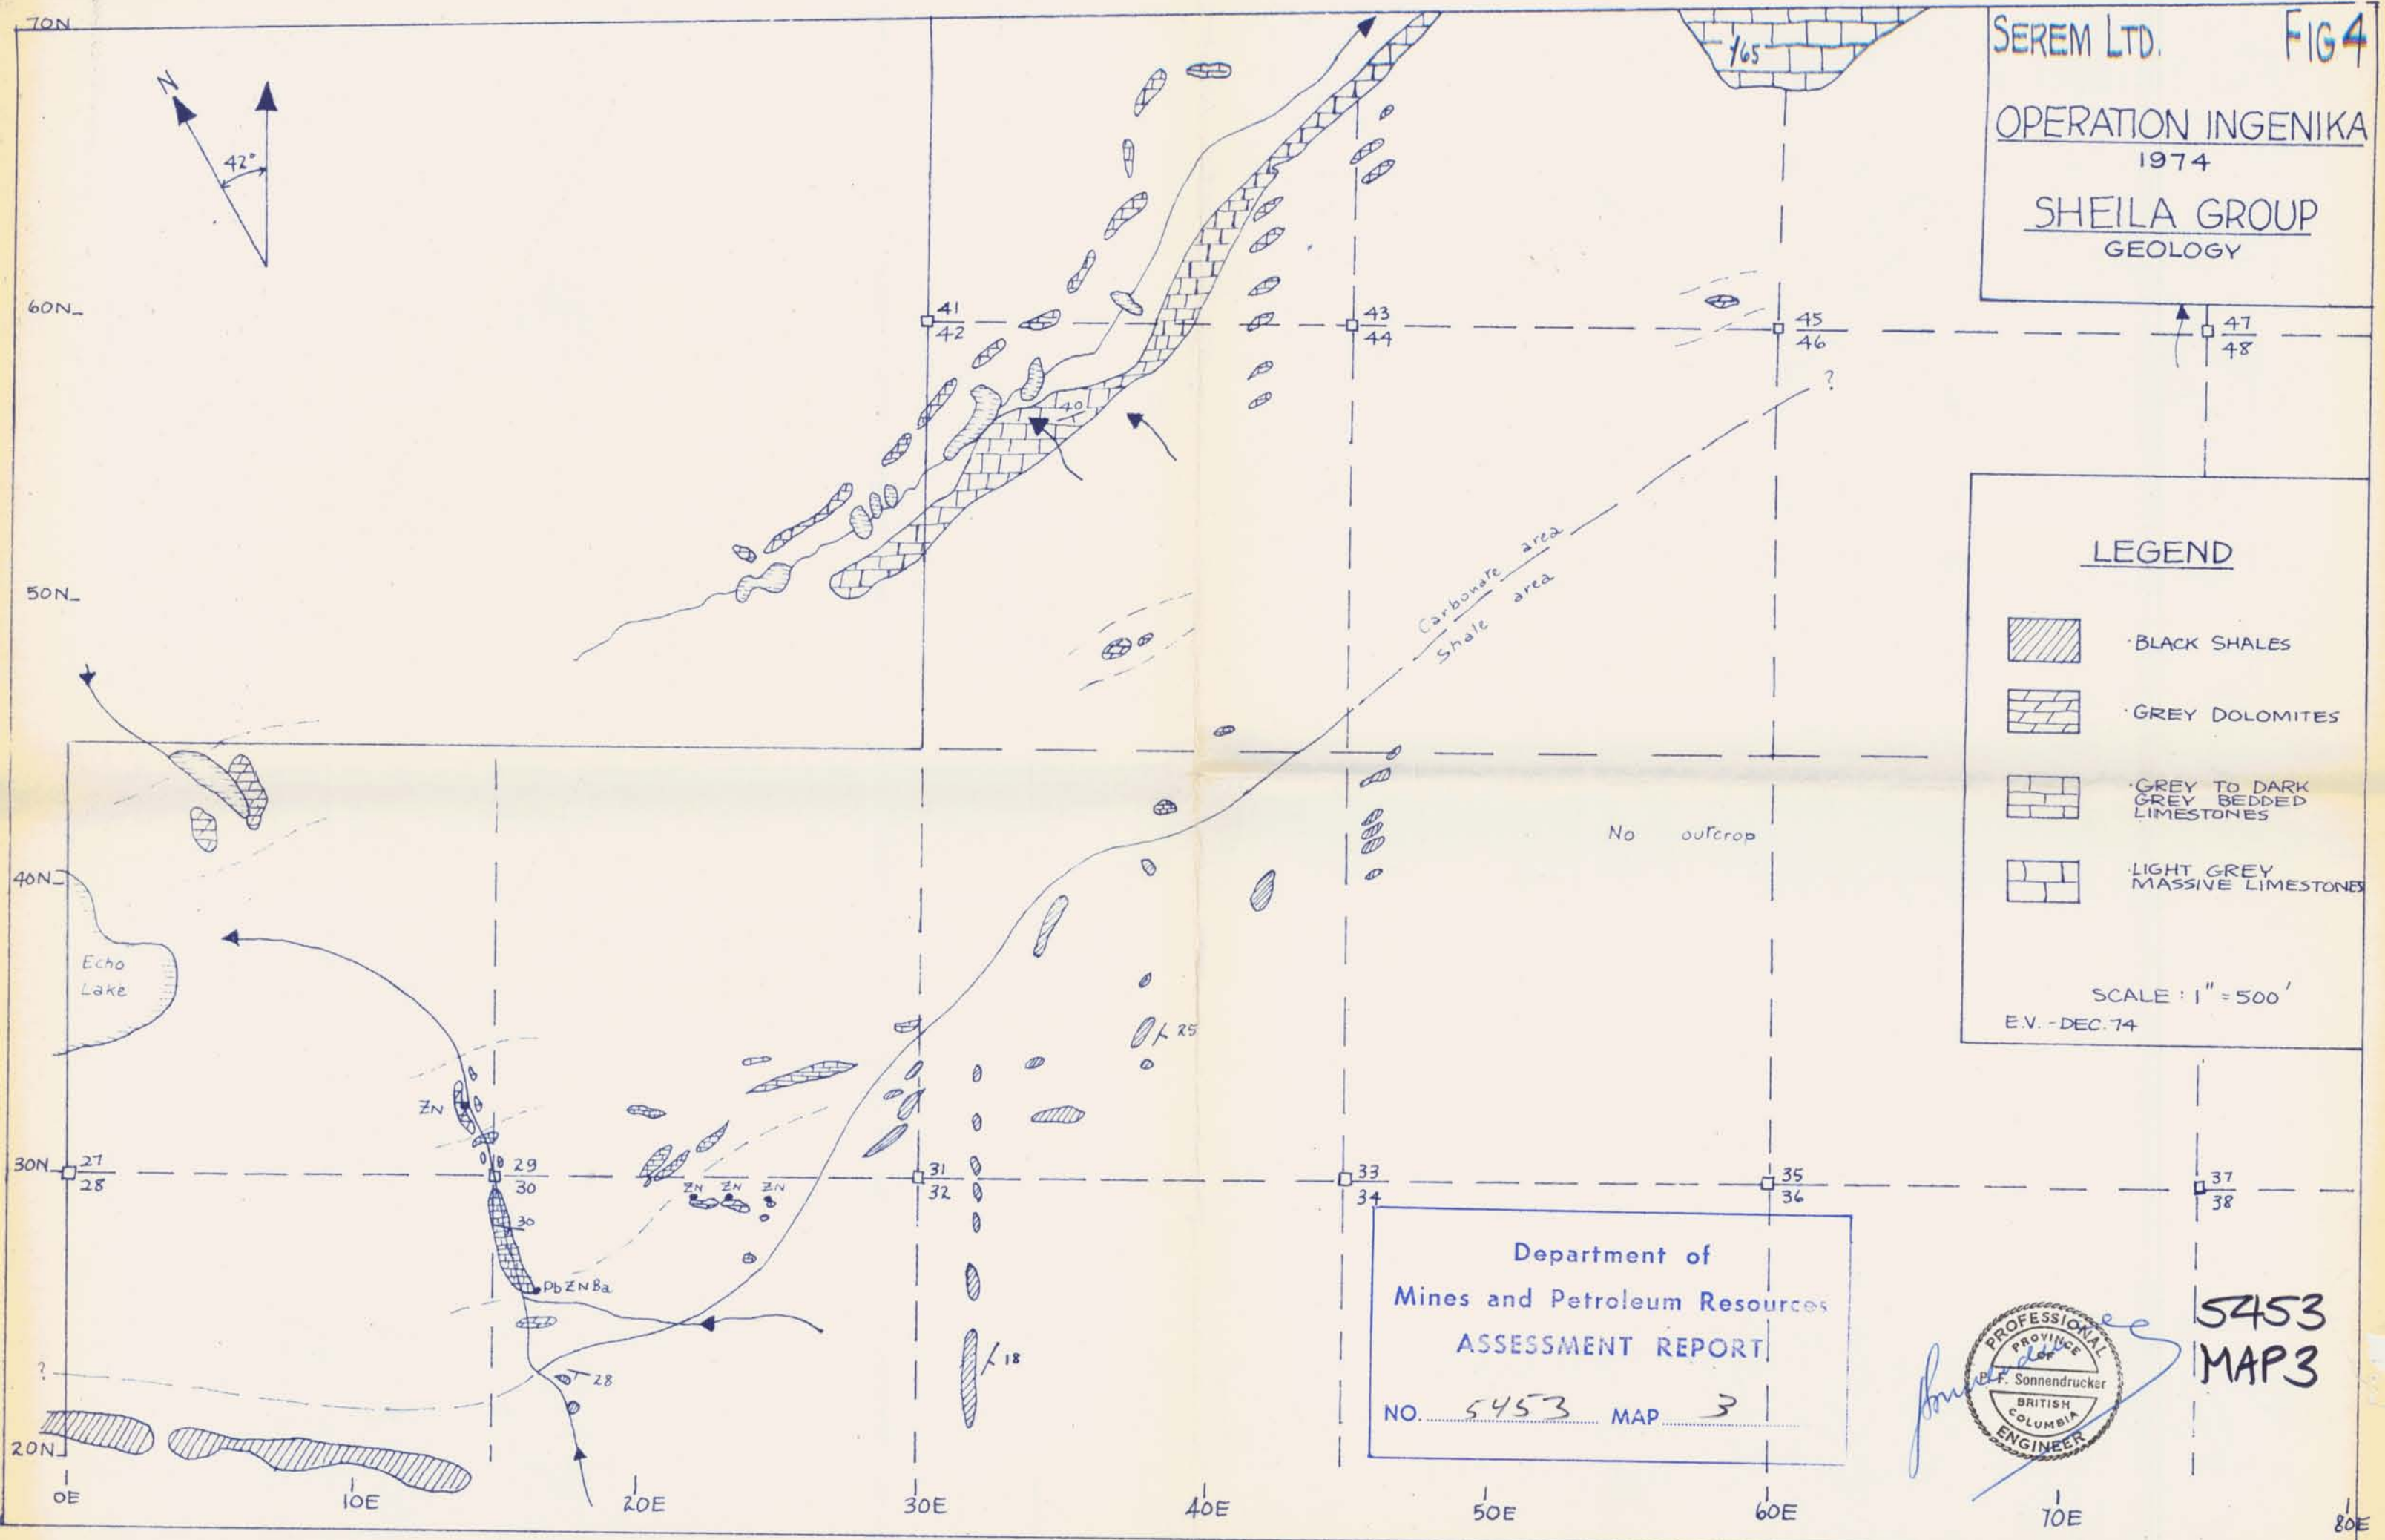 70N
SEREM LTD. FIG 4
OPERATION INGENIKA
1974
SHEILA GROUP
GEOLOGY
N
42°
65
60N
41
42
43
44
45
46
47
48
?
40
50N
Carbonate area
Shale area
LEGEND
BLACK SHALES
GREY DOLOMITES
GREY TO DARK
GREY BEDDED
LIMESTONES
LIGHT GREY
MASSIVE LIMESTONES
SCALE : 1" = 500'
E.V. - DEC. 74
No outcrop
40N
Echo
Lake
25
ZN
30N
27
28
29
30
31
32
33
34
35
36
37
38
ZN ZN ZN
30
PbZNBa
28
18
?
20N
0E
10E
20E
30E
40E
50E
60E
70E
80E
Department of
Mines and Petroleum Resources
ASSESSMENT REPORT
NO. 5453 MAP 3
PROFESSIONAL
PROVINCE
OF
F. Sonnendrucker
BRITISH
COLUMBIA
ENGINEER
5453
MAP 3